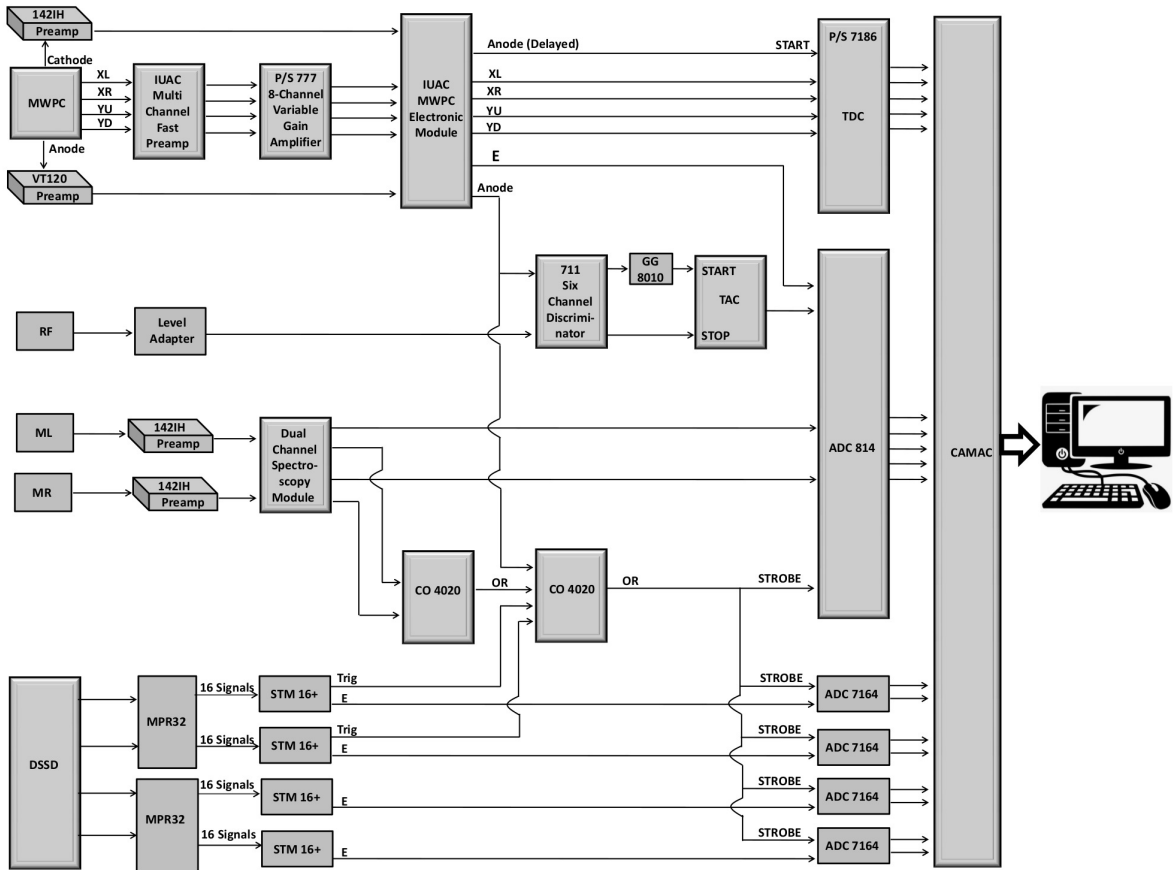 142IH
Preamp
Cathode
MWPC
XL
XR
YU
YD
Anode
VT120
Preamp
IUAC
Multi
Channel
Fast
Preamp
P/S 777
8-Channel
Variable
Gain
Amplifier
IUAC
MWPC
Electronic
Module
Anode (Delayed)
START
XL
XR
YU
YD
E
Anode
P/S 7186
TDC
RF
Level
Adapter
711
Six
Channel
Discrimi-
nator
GG
8010
START
TAC
STOP
ML
142IH
Preamp
MR
142IH
Preamp
Dual
Channel
Spectro-
scopy
Module
ADC 814
CAMAC
CO 4020
OR
CO 4020
OR
STROBE
DSSD
MPR32
16 Signals
STM 16+
Trig
E
STROBE
ADC 7164
16 Signals
STM 16+
Trig
E
STROBE
ADC 7164
MPR32
16 Signals
STM 16+
E
STROBE
ADC 7164
16 Signals
STM 16+
E
STROBE
ADC 7164